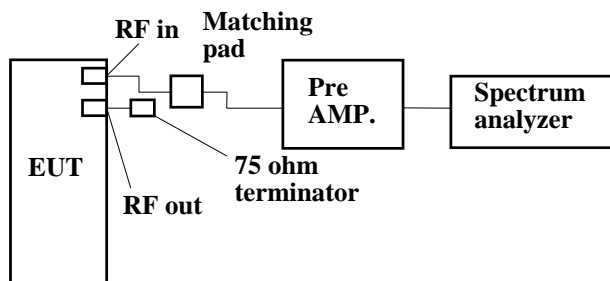 RF in
Matching
pad
Pre
AMP.
Spectrum
analyzer
EUT
75 ohm
terminator
RF out